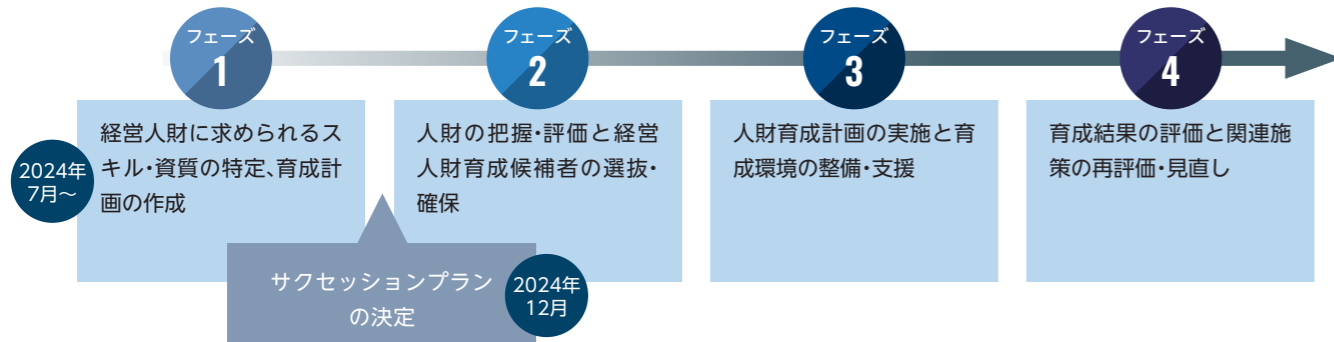 フェーズ
1
フェーズ
2
フェーズ
3
フェーズ
4
2024年
7月〜
経営人財に求められるス
キル・資質の特定、育成計
画の作成
人財の把握・評価と経営
人財育成候補者の選抜・
確保
人財育成計画の実施と育
成環境の整備・支援
育成結果の評価と関連施
策の再評価・見直し
サクセッションプラン
の決定
2024年
12月